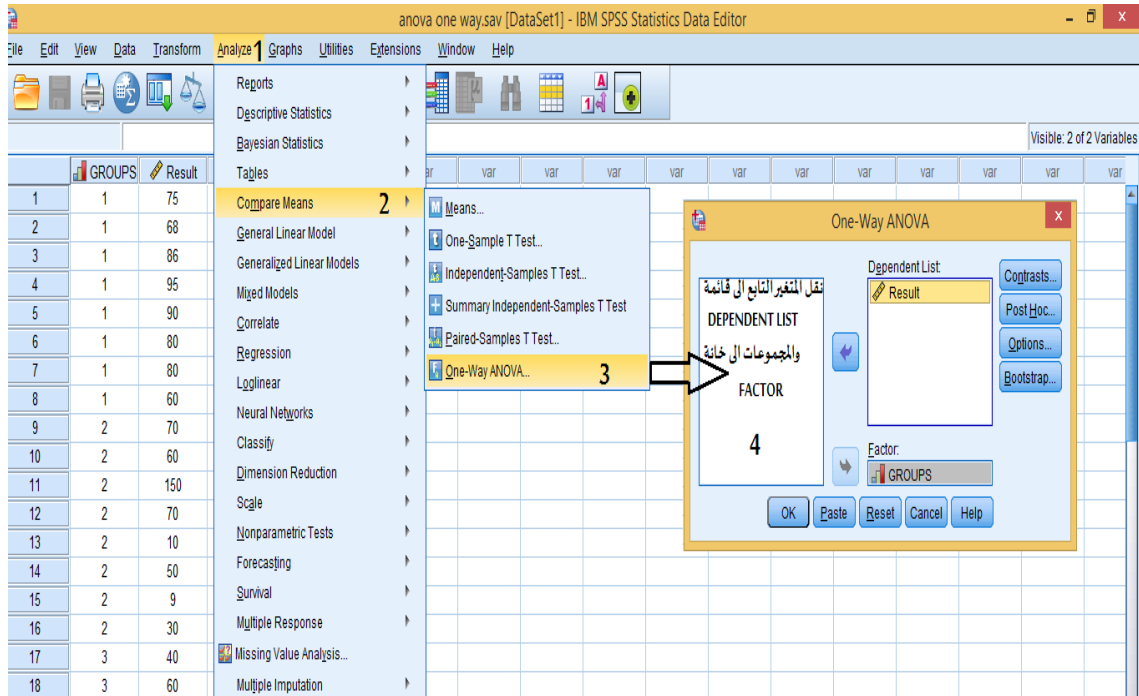 anova one way.sav [DataSet1] - IBM SPSS Statistics Data Editor
File Edit View Data Transform Analyze 1 Graphs Utilities Extensions Window Help
Visible: 2 of 2 Variables
GROUPS Result var var var var var var var var var var var var
1 1 75
2 1 68
3 1 86
4 1 95
5 1 90
6 1 80
7 1 80
8 1 60
9 2 70
10 2 60
11 2 150
12 2 70
13 2 10
14 2 50
15 2 9
16 2 30
17 3 40
18 3 60
Reports
Descriptive Statistics
Bayesian Statistics
Tables
Compare Means 2
General Linear Model
Generalized Linear Models
Mixed Models
Correlate
Regression
Loglinear
Neural Networks
Classify
Dimension Reduction
Scale
Nonparametric Tests
Forecasting
Survival
Multiple Response
Missing Value Analysis...
Multiple Imputation
Means...
One-Sample T Test...
Independent-Samples T Test...
Summary Independent-Samples T Test
Paired-Samples T Test...
One-Way ANOVA... 3
One-Way ANOVA
نقل المتغير التابع الى قائمة
DEPENDENT LIST
والمجموعات الى خانة
FACTOR
4
Dependent List:
Result
Factor:
GROUPS
Contrasts...
Post Hoc...
Options...
Bootstrap...
OK Paste Reset Cancel Help